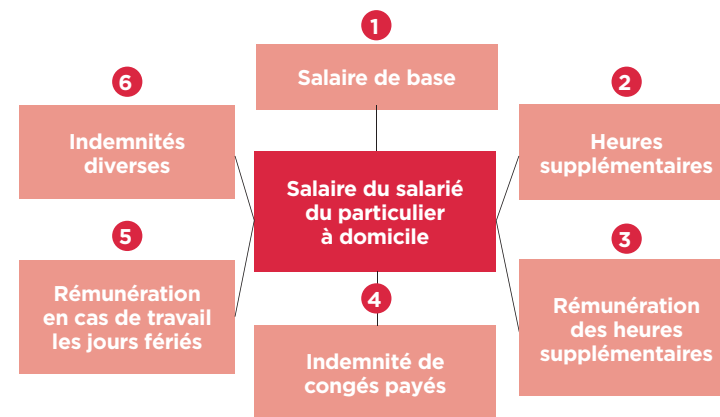 1
Salaire de base
2
Heures
supplémentaires
3
Rémunération
des heures
supplémentaires
4
Indemnité de
congés payés
5
Rémunération
en cas de travail
les jours fériés
6
Indemnités
diverses
Salaire du salarié
du particulier
à domicile